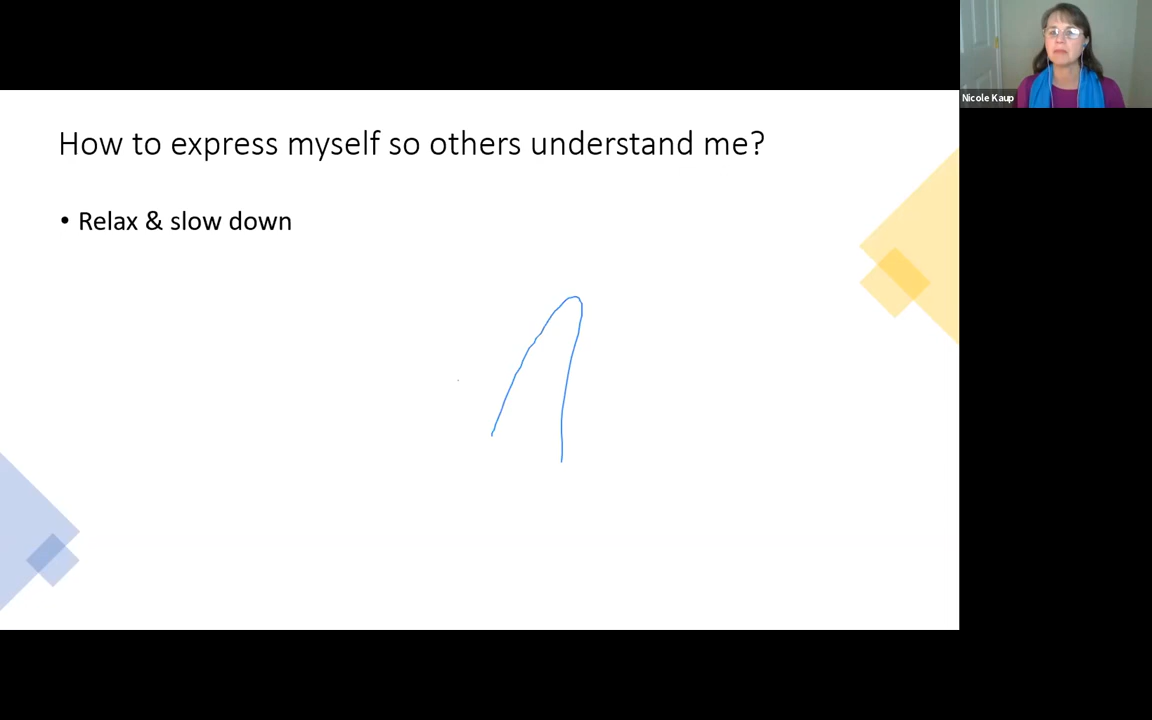 How to express myself so others understand me?
• Relax & slow down
Nicole Kaup